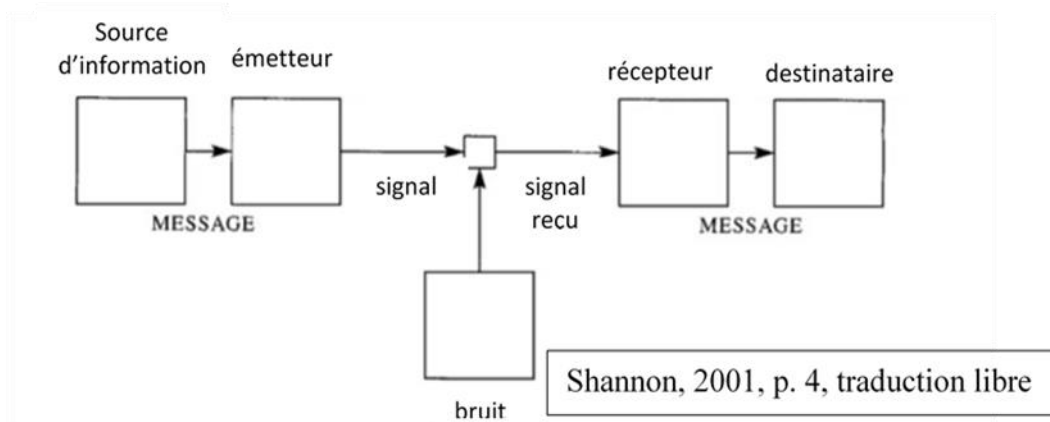 Source
d’information
émetteur
récepteur
destinataire
signal
signal
recu
MESSAGE
MESSAGE
bruit
Shannon, 2001, p. 4, traduction libre